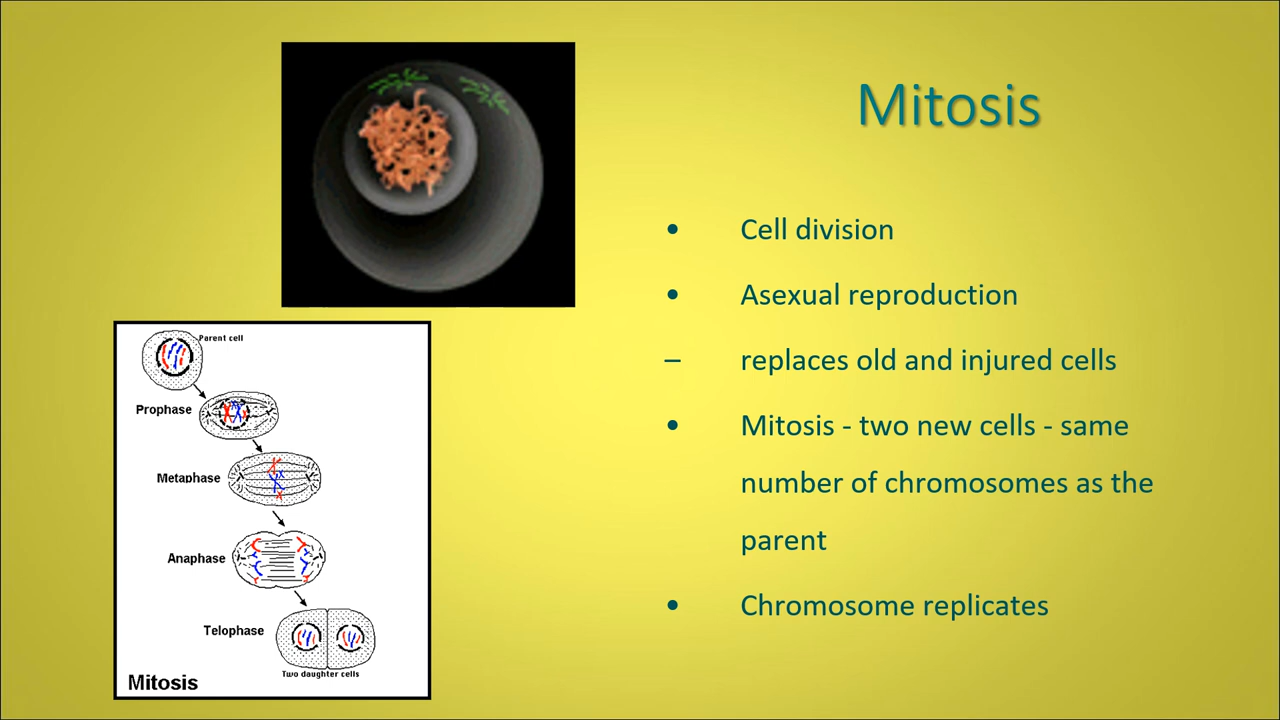 Mitosis
• Cell division
• Asexual reproduction
– replaces old and injured cells
• Mitosis - two new cells - same
number of chromosomes as the
parent
• Chromosome replicates
Parent cell
Prophase
Metaphase
Anaphase
Telophase
Two daughter cells
Mitosis